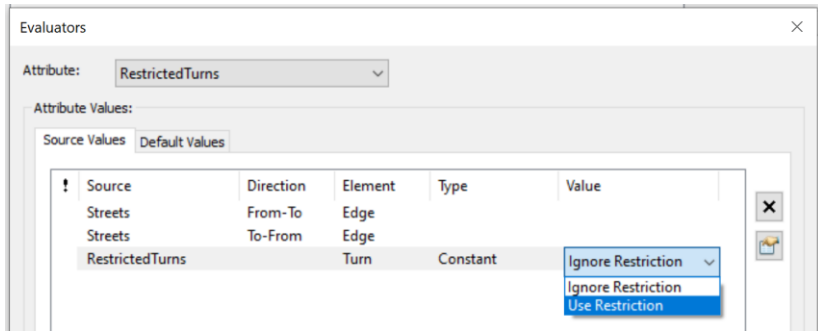 Evaluators
Attribute: RestrictedTurns
Attribute Values:
Source Values Default Values
! Source Direction Element Type Value
Streets From-To Edge
Streets To-From Edge
RestrictedTurns Turn Constant Ignore Restriction
Ignore Restriction
Use Restriction